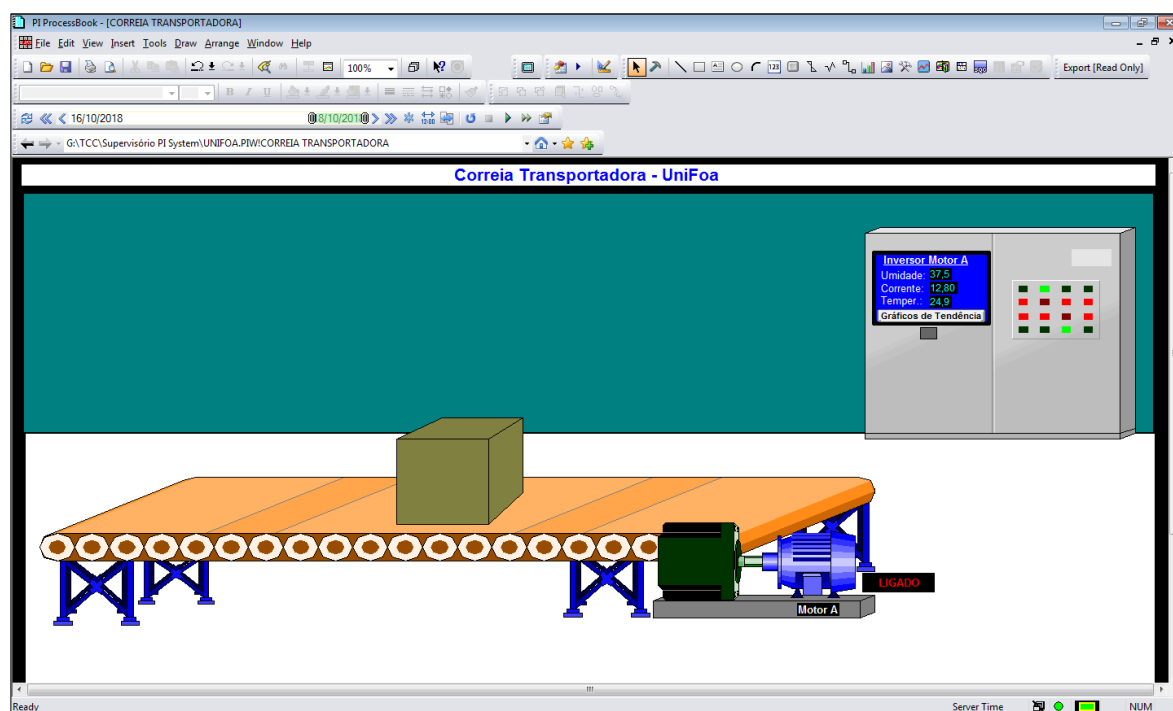 PI ProcessBook - [CORREIA TRANSPORTADORA]
File Edit View Insert Tools Draw Arrange Window Help
100%
123
Export [Read Only]
B I U
16/10/2018
8/10/201
G:\TCC\Supervisório PI System\UNIFOA.PIW!CORREIA TRANSPORTADORA
Correia Transportadora - UniFoa
Inversor Motor A
Umidade: 37,5
Corrente: 12,80
Temper.: 24,9
Gráficos de Tendência
LIGADO
Motor A
Ready
Server Time
NUM